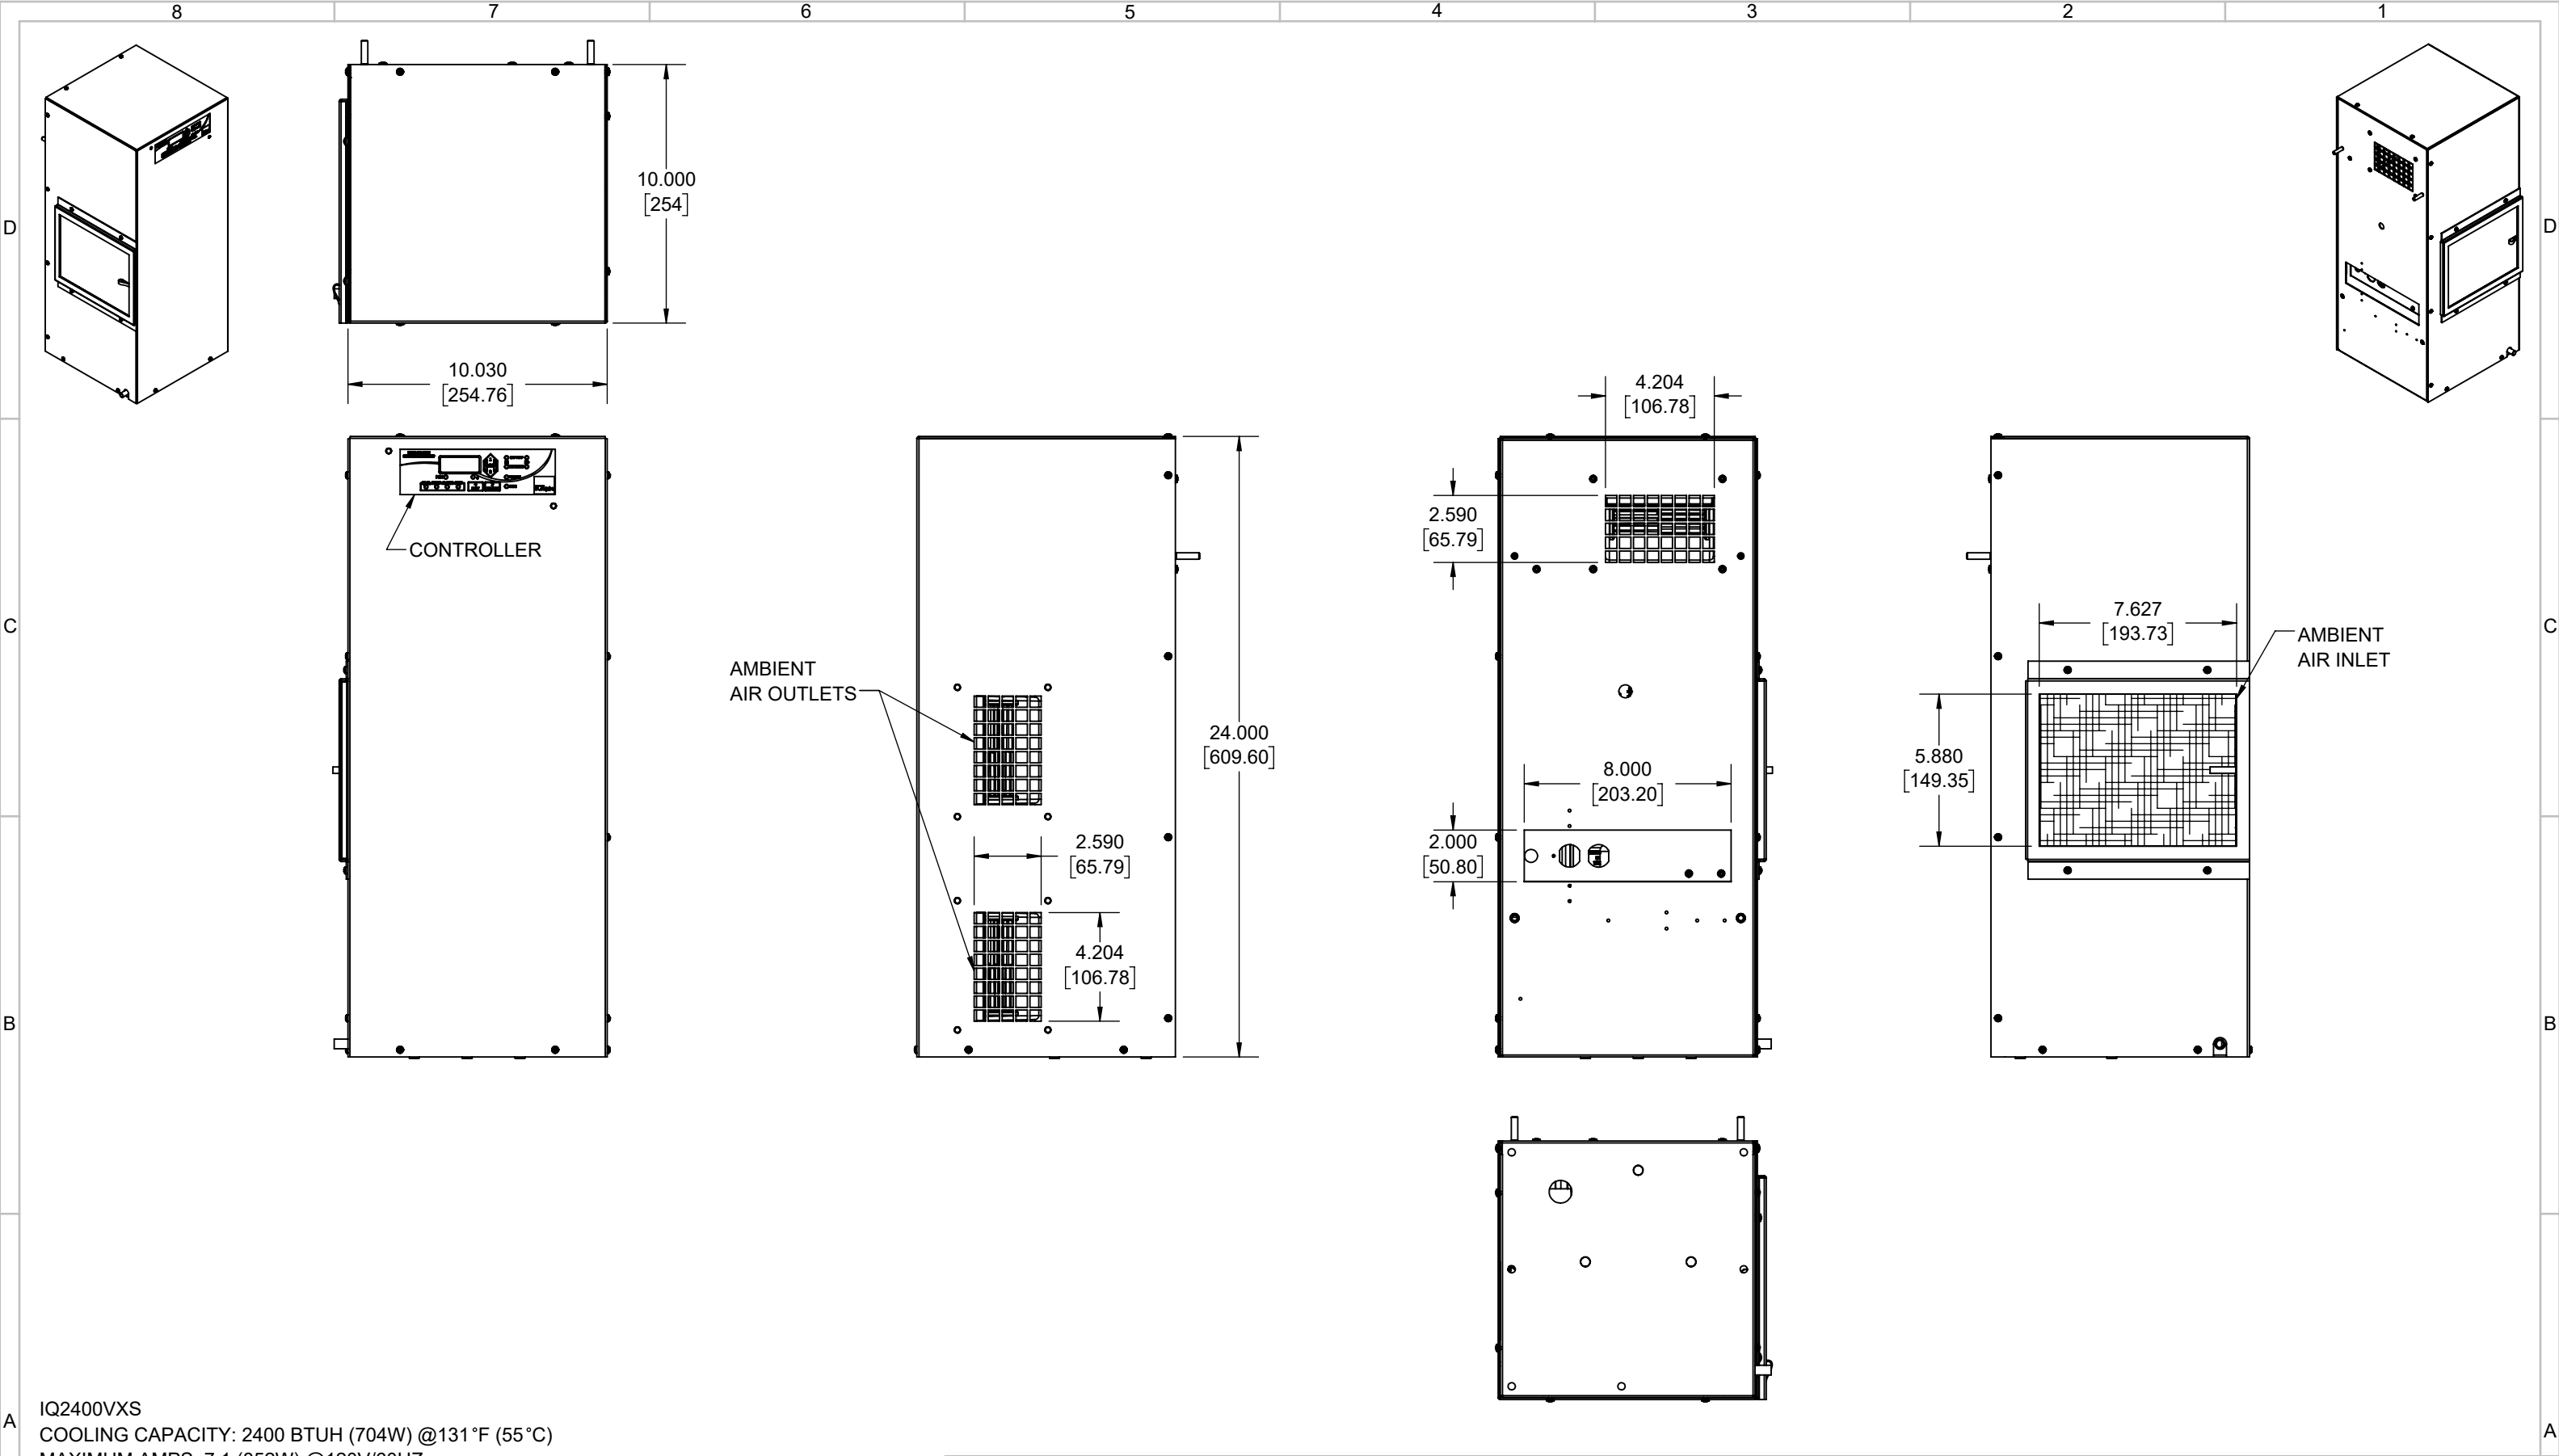 8 7 6 5 4 3 2 1
D
D
10.000
[254]
10.030
[254.76]
4.204
[106.78]
CONTROLLER
2.590
[65.79]
C
C
AMBIENT
AIR OUTLETS
24.000
[609.60]
7.627
[193.73]
AMBIENT
AIR INLET
5.880
[149.35]
8.000
[203.20]
2.000
[50.80]
2.590
[65.79]
4.204
[106.78]
B
B
A
A
IQ2400VXS
COOLING CAPACITY: 2400 BTUH (704W) @131°F (55°C)